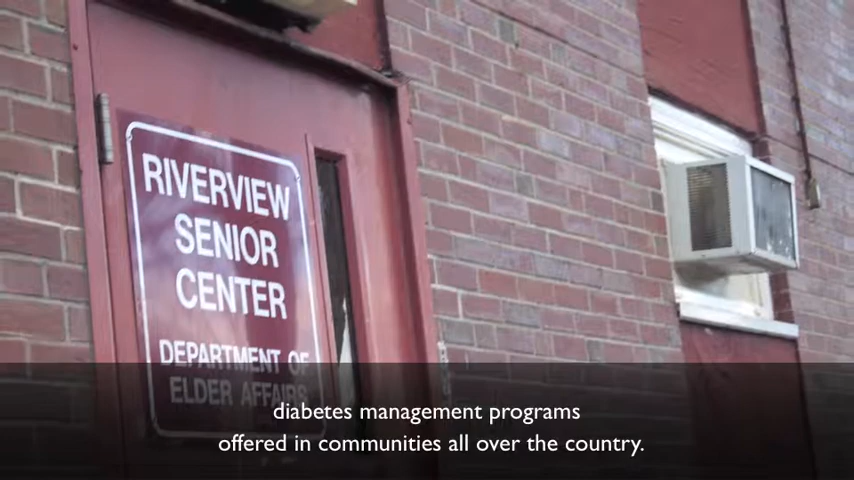 RIVERVIEW
SENIOR
CENTER
DEPARTMENT OF
ELDER AFFAIRS
diabetes management programs
offered in communities all over the country.